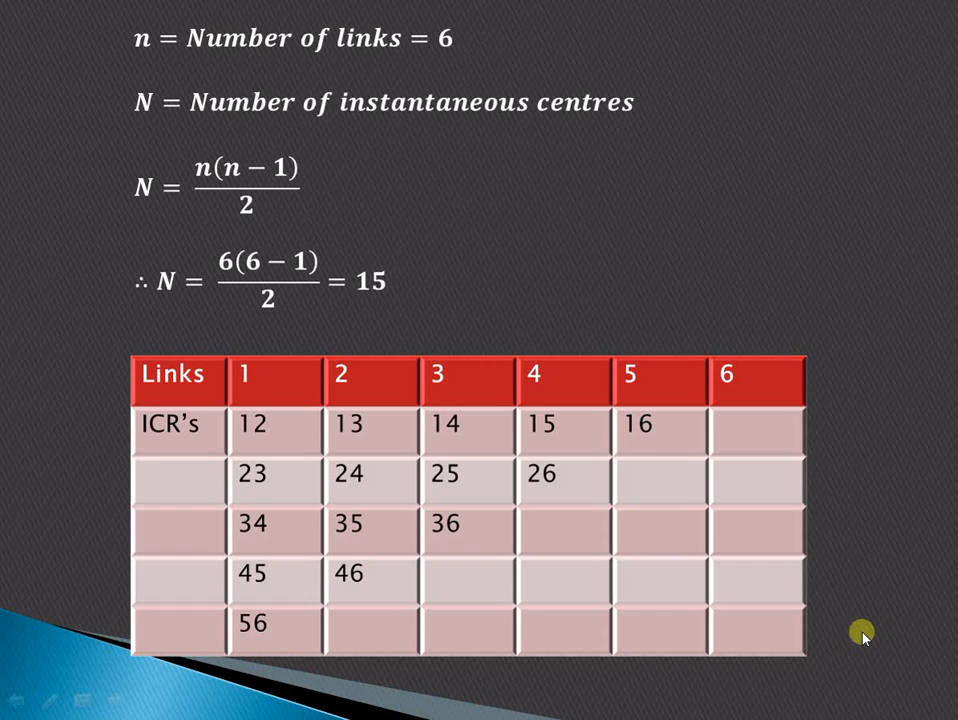 n = Number of links = 6
N = Number of instantaneous centres
N = n(n − 1) / 2
∴ N = 6(6 − 1) / 2 = 15
Links 1 2 3 4 5 6
ICR's 12 13 14 15 16
23 24 25 26
34 35 36
45 46
56